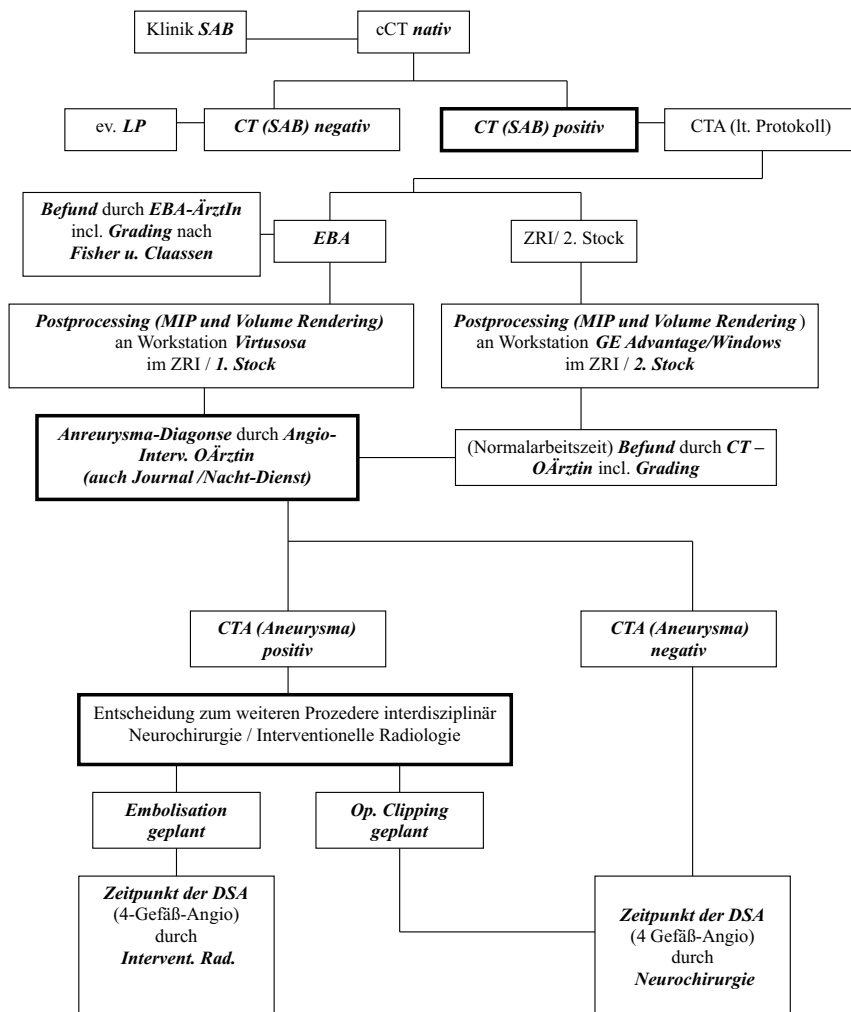 Klinik SAB
cCT nativ
ev. LP
CT (SAB) negativ
CT (SAB) positiv
CTA (lt. Protokoll)
Befund durch EBA-ÄrztIn
incl. Grading nach
Fisher u. Claassen
EBA
ZRI/ 2. Stock
Postprocessing (MIP und Volume Rendering)
an Workstation Virtusosa
im ZRI / 1. Stock
Postprocessing (MIP und Volume Rendering )
an Workstation GE Advantage/Windows
im ZRI / 2. Stock
Anreurysma-Diagonse durch Angio-
Interv. OÄrztin
(auch Journal /Nacht-Dienst)
(Normalarbeitszeit) Befund durch CT –
OÄrztin incl. Grading
CTA (Aneurysma)
positiv
CTA (Aneurysma)
negativ
Entscheidung zum weiteren Prozedere interdisziplinär
Neurochirurgie / Interventionelle Radiologie
Embolisation
geplant
Op. Clipping
geplant
Zeitpunkt der DSA
(4-Gefäß-Angio)
durch
Intervent. Rad.
Zeitpunkt der DSA
(4 Gefäß-Angio)
durch
Neurochirurgie